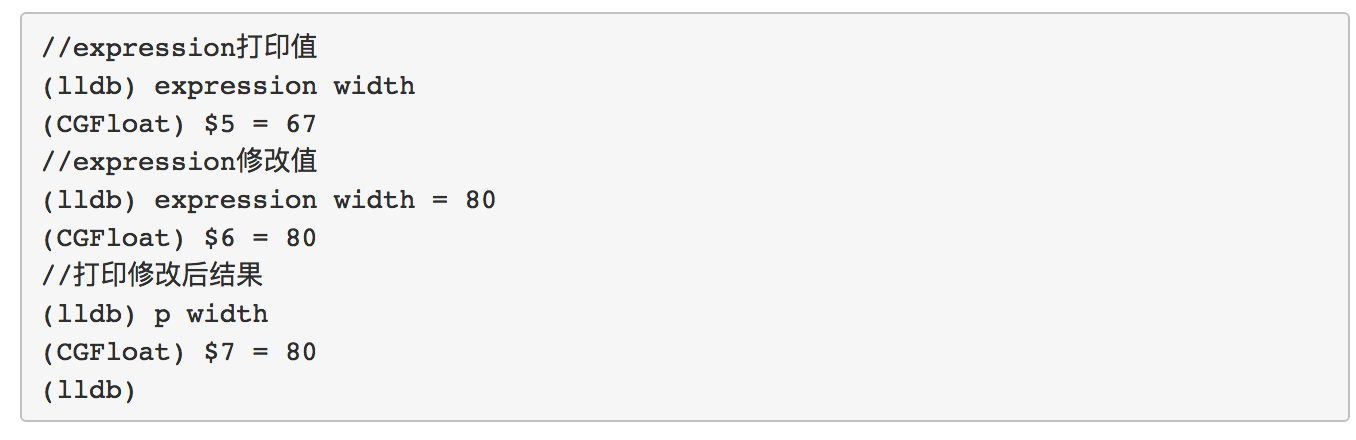 //expression打印值
(lldb) expression width
(CGFloat) $5 = 67
//expression修改值
(lldb) expression width = 80
(CGFloat) $6 = 80
//打印修改后结果
(lldb) p width
(CGFloat) $7 = 80
(lldb)